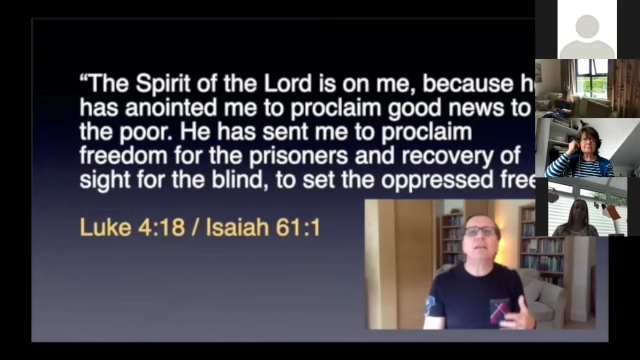 “The Spirit of the Lord is on me, because
has anointed me to proclaim good news to
the poor. He has sent me to proclaim
freedom for the prisoners and recovery of
sight for the blind, to set the oppressed
Luke 4:18 / Isaiah 61:1